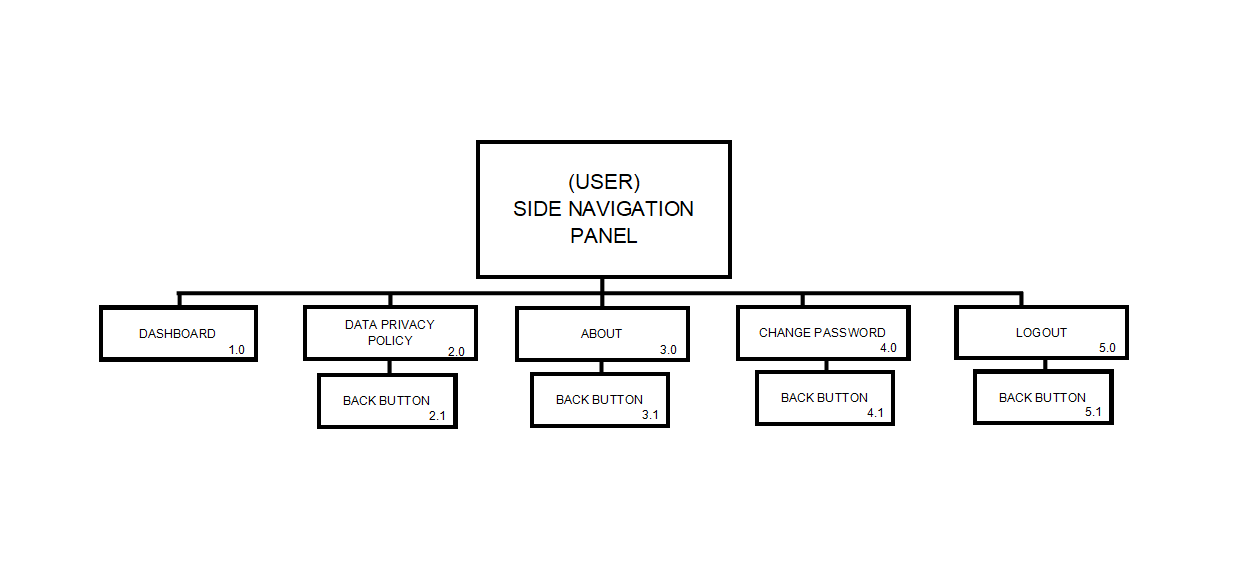 (USER)
SIDE NAVIGATION
PANEL
DASHBOARD
1.0
DATA PRIVACY
POLICY
2.0
ABOUT
3.0
CHANGE PASSWORD
4.0
LOGOUT
5.0
BACK BUTTON
2.1
BACK BUTTON
3.1
BACK BUTTON
4.1
BACK BUTTON
5.1